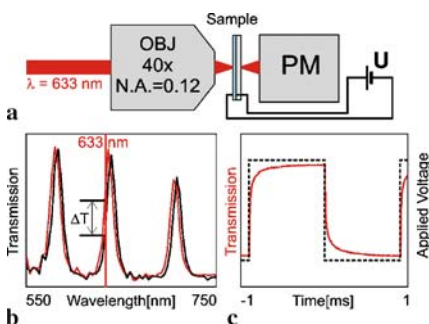 Sample
OBJ
40x
N.A.=0.12
PM
U
λ = 633 nm
a
633 nm
Transmission
ΔT
550 Wavelength[nm] 750
b
Transmission
Applied Voltage
-1 Time[ms] 1
c